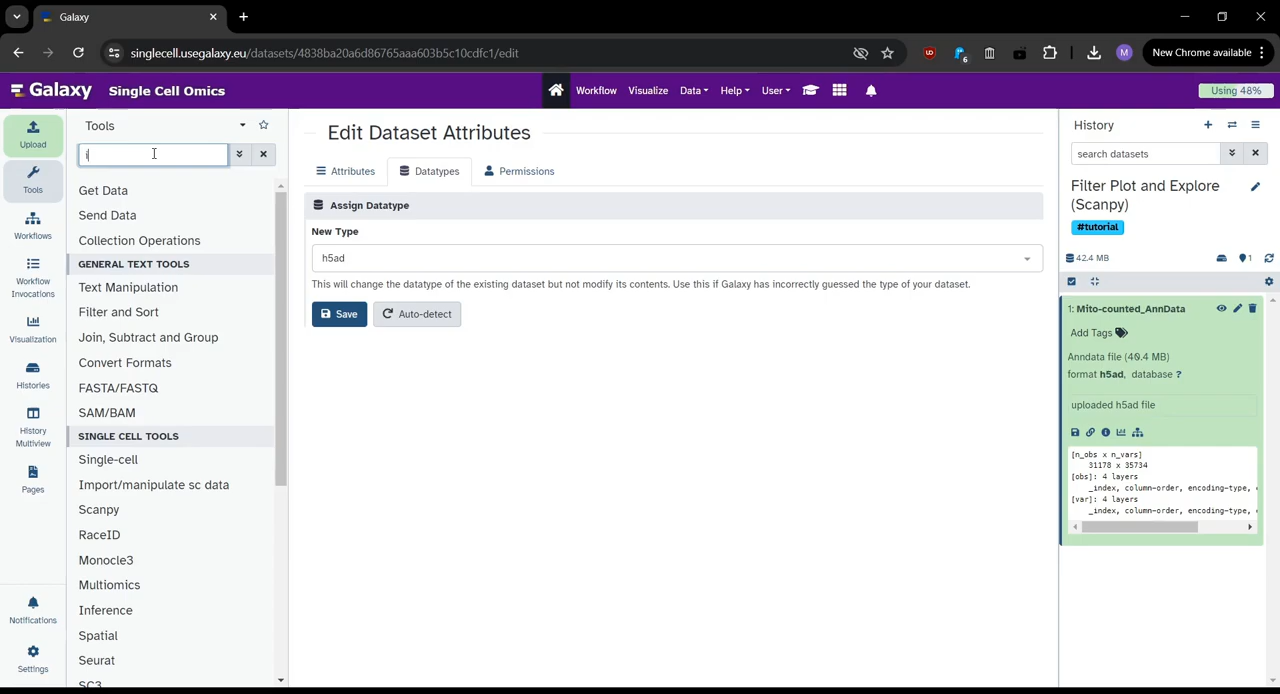 Galaxy
singlecell.usegalaxy.eu/datasets/4838ba20a6d86765aaa603b5c10cdfc1/edit
6
M
New Chrome available
Galaxy
Single Cell Omics
Workflow
Visualize
Data
Help
User
Using 48%
Upload
Tools
Workflows
Workflow
Invocations
Visualization
Histories
History
Multiview
Pages
Notifications
Settings
Tools
i
Get Data
Send Data
Collection Operations
GENERAL TEXT TOOLS
Text Manipulation
Filter and Sort
Join, Subtract and Group
Convert Formats
FASTA/FASTQ
SAM/BAM
SINGLE CELL TOOLS
Single-cell
Import/manipulate sc data
Scanpy
RaceID
Monocle3
Multiomics
Inference
Spatial
Seurat
SC3
Edit Dataset Attributes
Attributes
Datatypes
Permissions
Assign Datatype
New Type
h5ad
This will change the datatype of the existing dataset but not modify its contents. Use this if Galaxy has incorrectly guessed the type of your dataset.
Save
Auto-detect
History
search datasets
Filter Plot and Explore
(Scanpy)
#tutorial
42.4 MB
1
1: Mito-counted_AnnData
Add Tags
Anndata file (40.4 MB)
format h5ad, database ?
uploaded h5ad file
[n_obs x n_vars]
31178 x 35734
[obs]: 4 layers
_index, column-order, encoding-type,
[var]: 4 layers
_index, column-order, encoding-type,